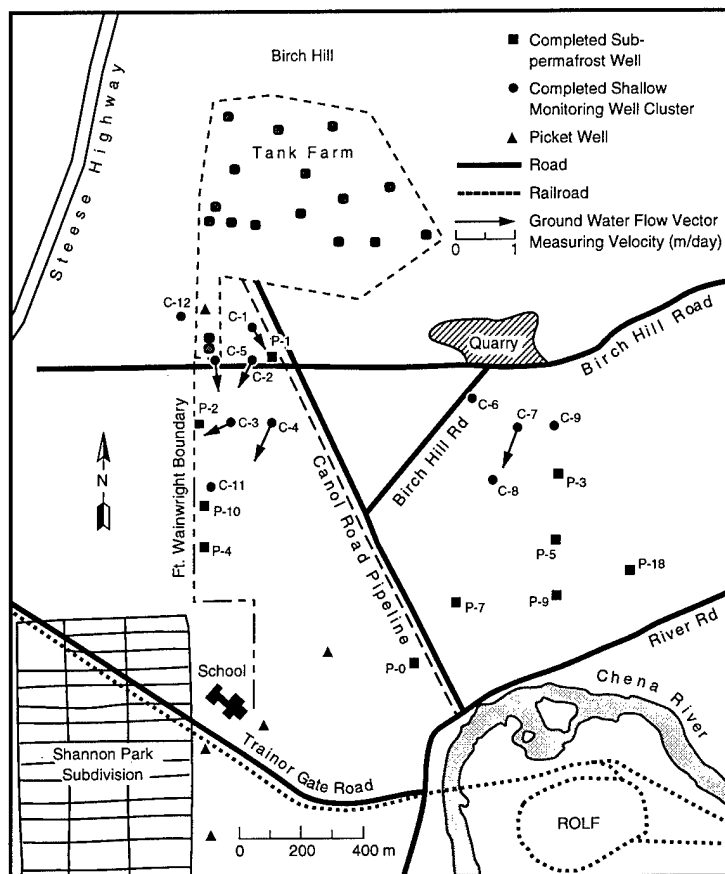 Birch Hill
Steese Highway
Tank Farm
Completed Sub-
permafrost Well
Completed Shallow
Monitoring Well Cluster
Picket Well
Road
Railroad
Ground Water Flow Vector
Measuring Velocity (m/day)
0 1
C-12
C-1
P-1
C-5
C-2
Quarry
Birch Hill Road
P-2
C-3
C-4
C-6
C-7
C-9
Birch Hill Rd
C-8
P-3
N
C-11
P-10
P-4
Ft. Wainwright Boundary
Canol Road Pipeline
P-5
P-18
P-7
P-9
River Rd
P-0
School
Chena River
Shannon Park
Subdivision
Trainor Gate Road
ROLF
0 200 400 m